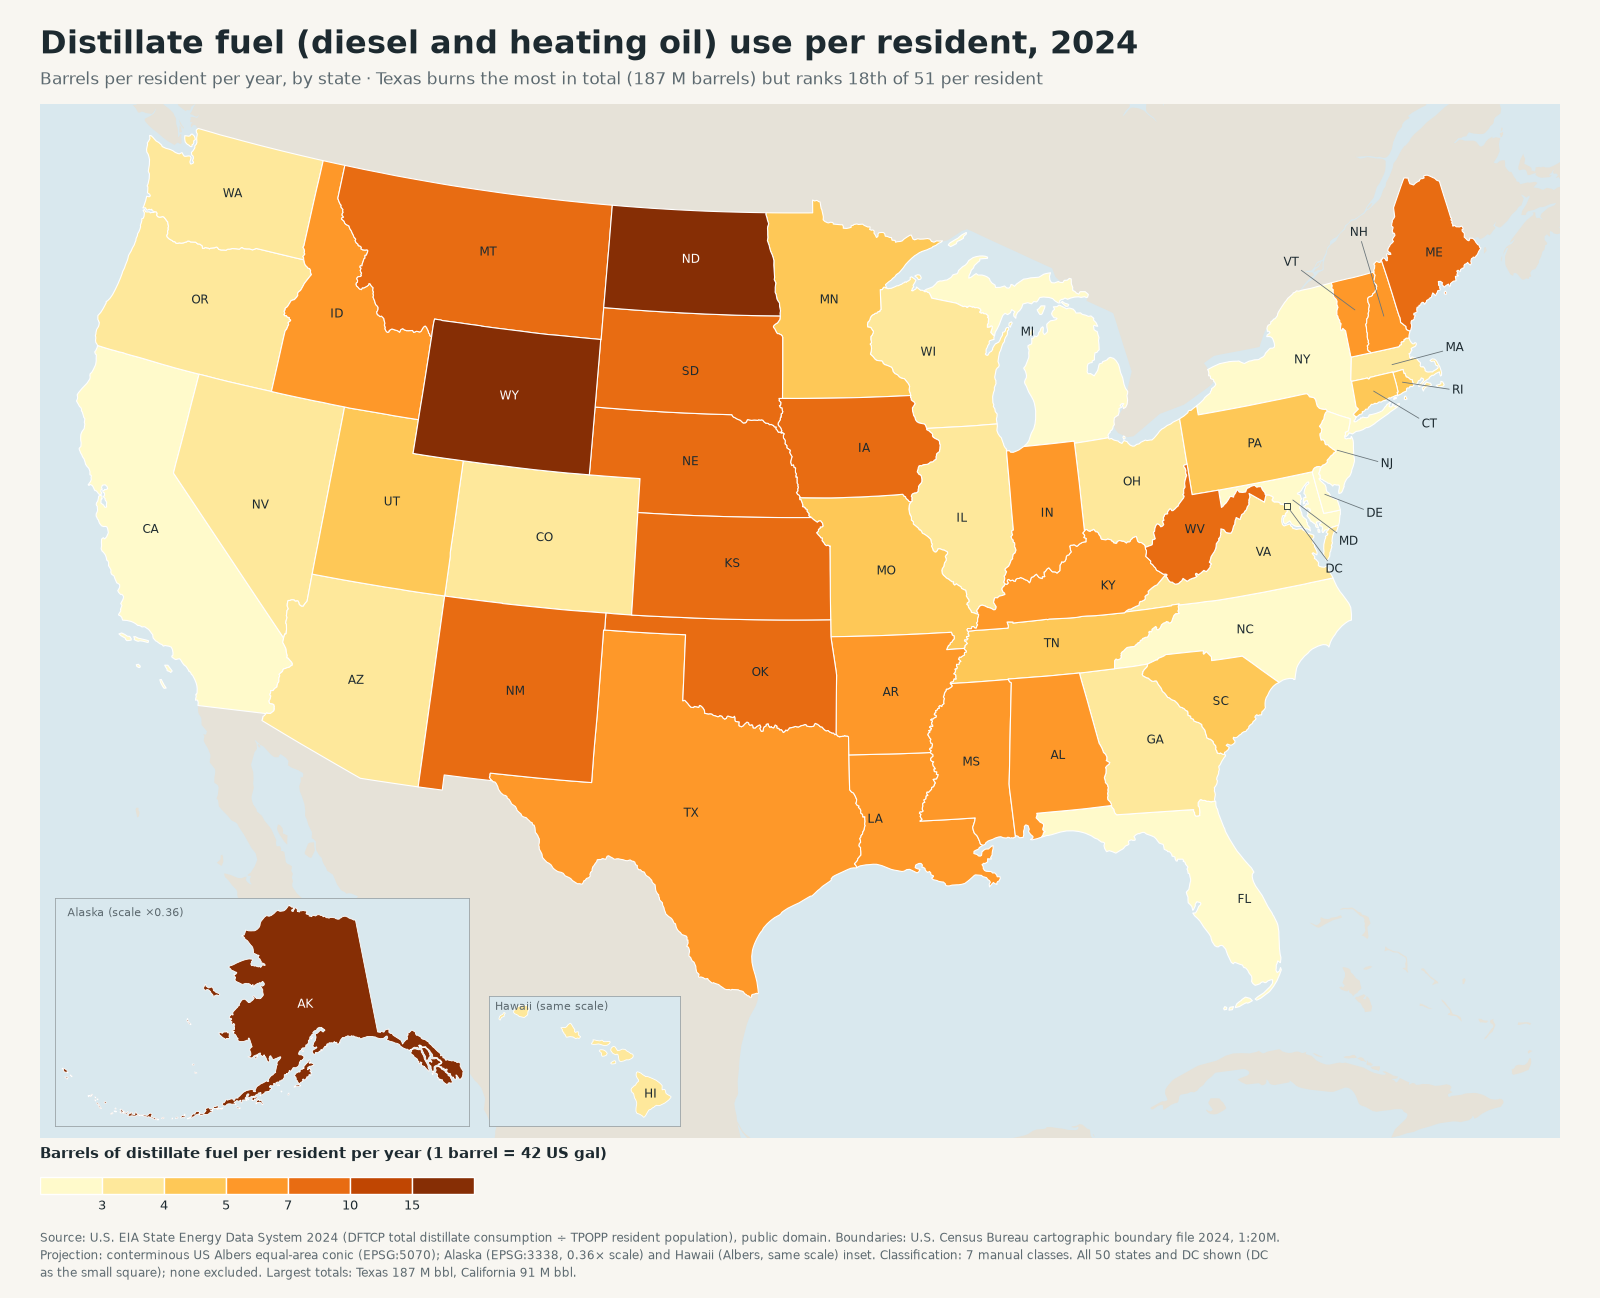 Distillate fuel (diesel and heating oil) use per resident, 2024
Barrels per resident per year, by state · Texas burns the most in total (187 M barrels) but ranks 18th of 51 per resident
WA
MT
ND
MN
OR
ID
SD
WI
MI
WY
NH
VT
ME
NY
MA
RI
CT
NE
IA
PA
NJ
NV
UT
CO
IL
IN
OH
DE
CA
KS
MO
WV
VA
MD
DC
KY
AZ
NM
OK
AR
TN
NC
SC
TX
LA
MS
AL
GA
FL
Alaska (scale ×0.36)
AK
Hawaii (same scale)
HI
Barrels of distillate fuel per resident per year (1 barrel = 42 US gal)
3 4 5 7 10 15
Source: U.S. EIA State Energy Data System 2024 (DFTCP total distillate consumption ÷ TPOPP resident population), public domain. Boundaries: U.S. Census Bureau cartographic boundary file 2024, 1:20M.
Projection: conterminous US Albers equal-area conic (EPSG:5070); Alaska (EPSG:3338, 0.36× scale) and Hawaii (Albers, same scale) inset. Classification: 7 manual classes. All 50 states and DC shown (DC
as the small square); none excluded. Largest totals: Texas 187 M bbl, California 91 M bbl.